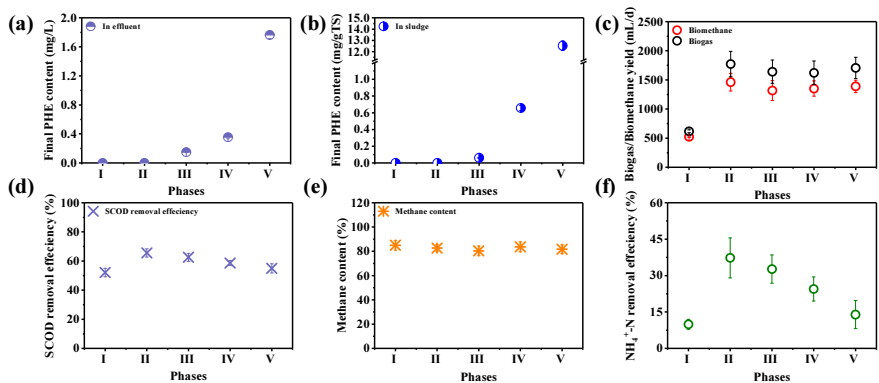 (a)
In effluent
Final PHE content (mg/L)
2.0
1.6
1.2
0.8
0.4
0.0
I II III IV V
Phases
(b)
In sludge
Final PHE content (mg/gTS)
15.0
14.0
13.0
12.0
1.0
0.8
0.6
0.4
0.2
0.0
I II III IV V
Phases
(c)
Biomethane
Biogas
Biogas/Biomethane yield (mL/d)
2500
2000
1500
1000
500
0
I II III IV V
Phases
(d)
SCOD removal effeciency
SCOD removal effeciency (%)
100
80
60
40
20
0
I II III IV V
Phases
(e)
Methane content
Methane content (%)
120
100
80
60
40
20
0
I II III IV V
Phases
(f)
NH₄⁺-N removal effeciency (%)
60
45
30
15
0
I II III IV V
Phases